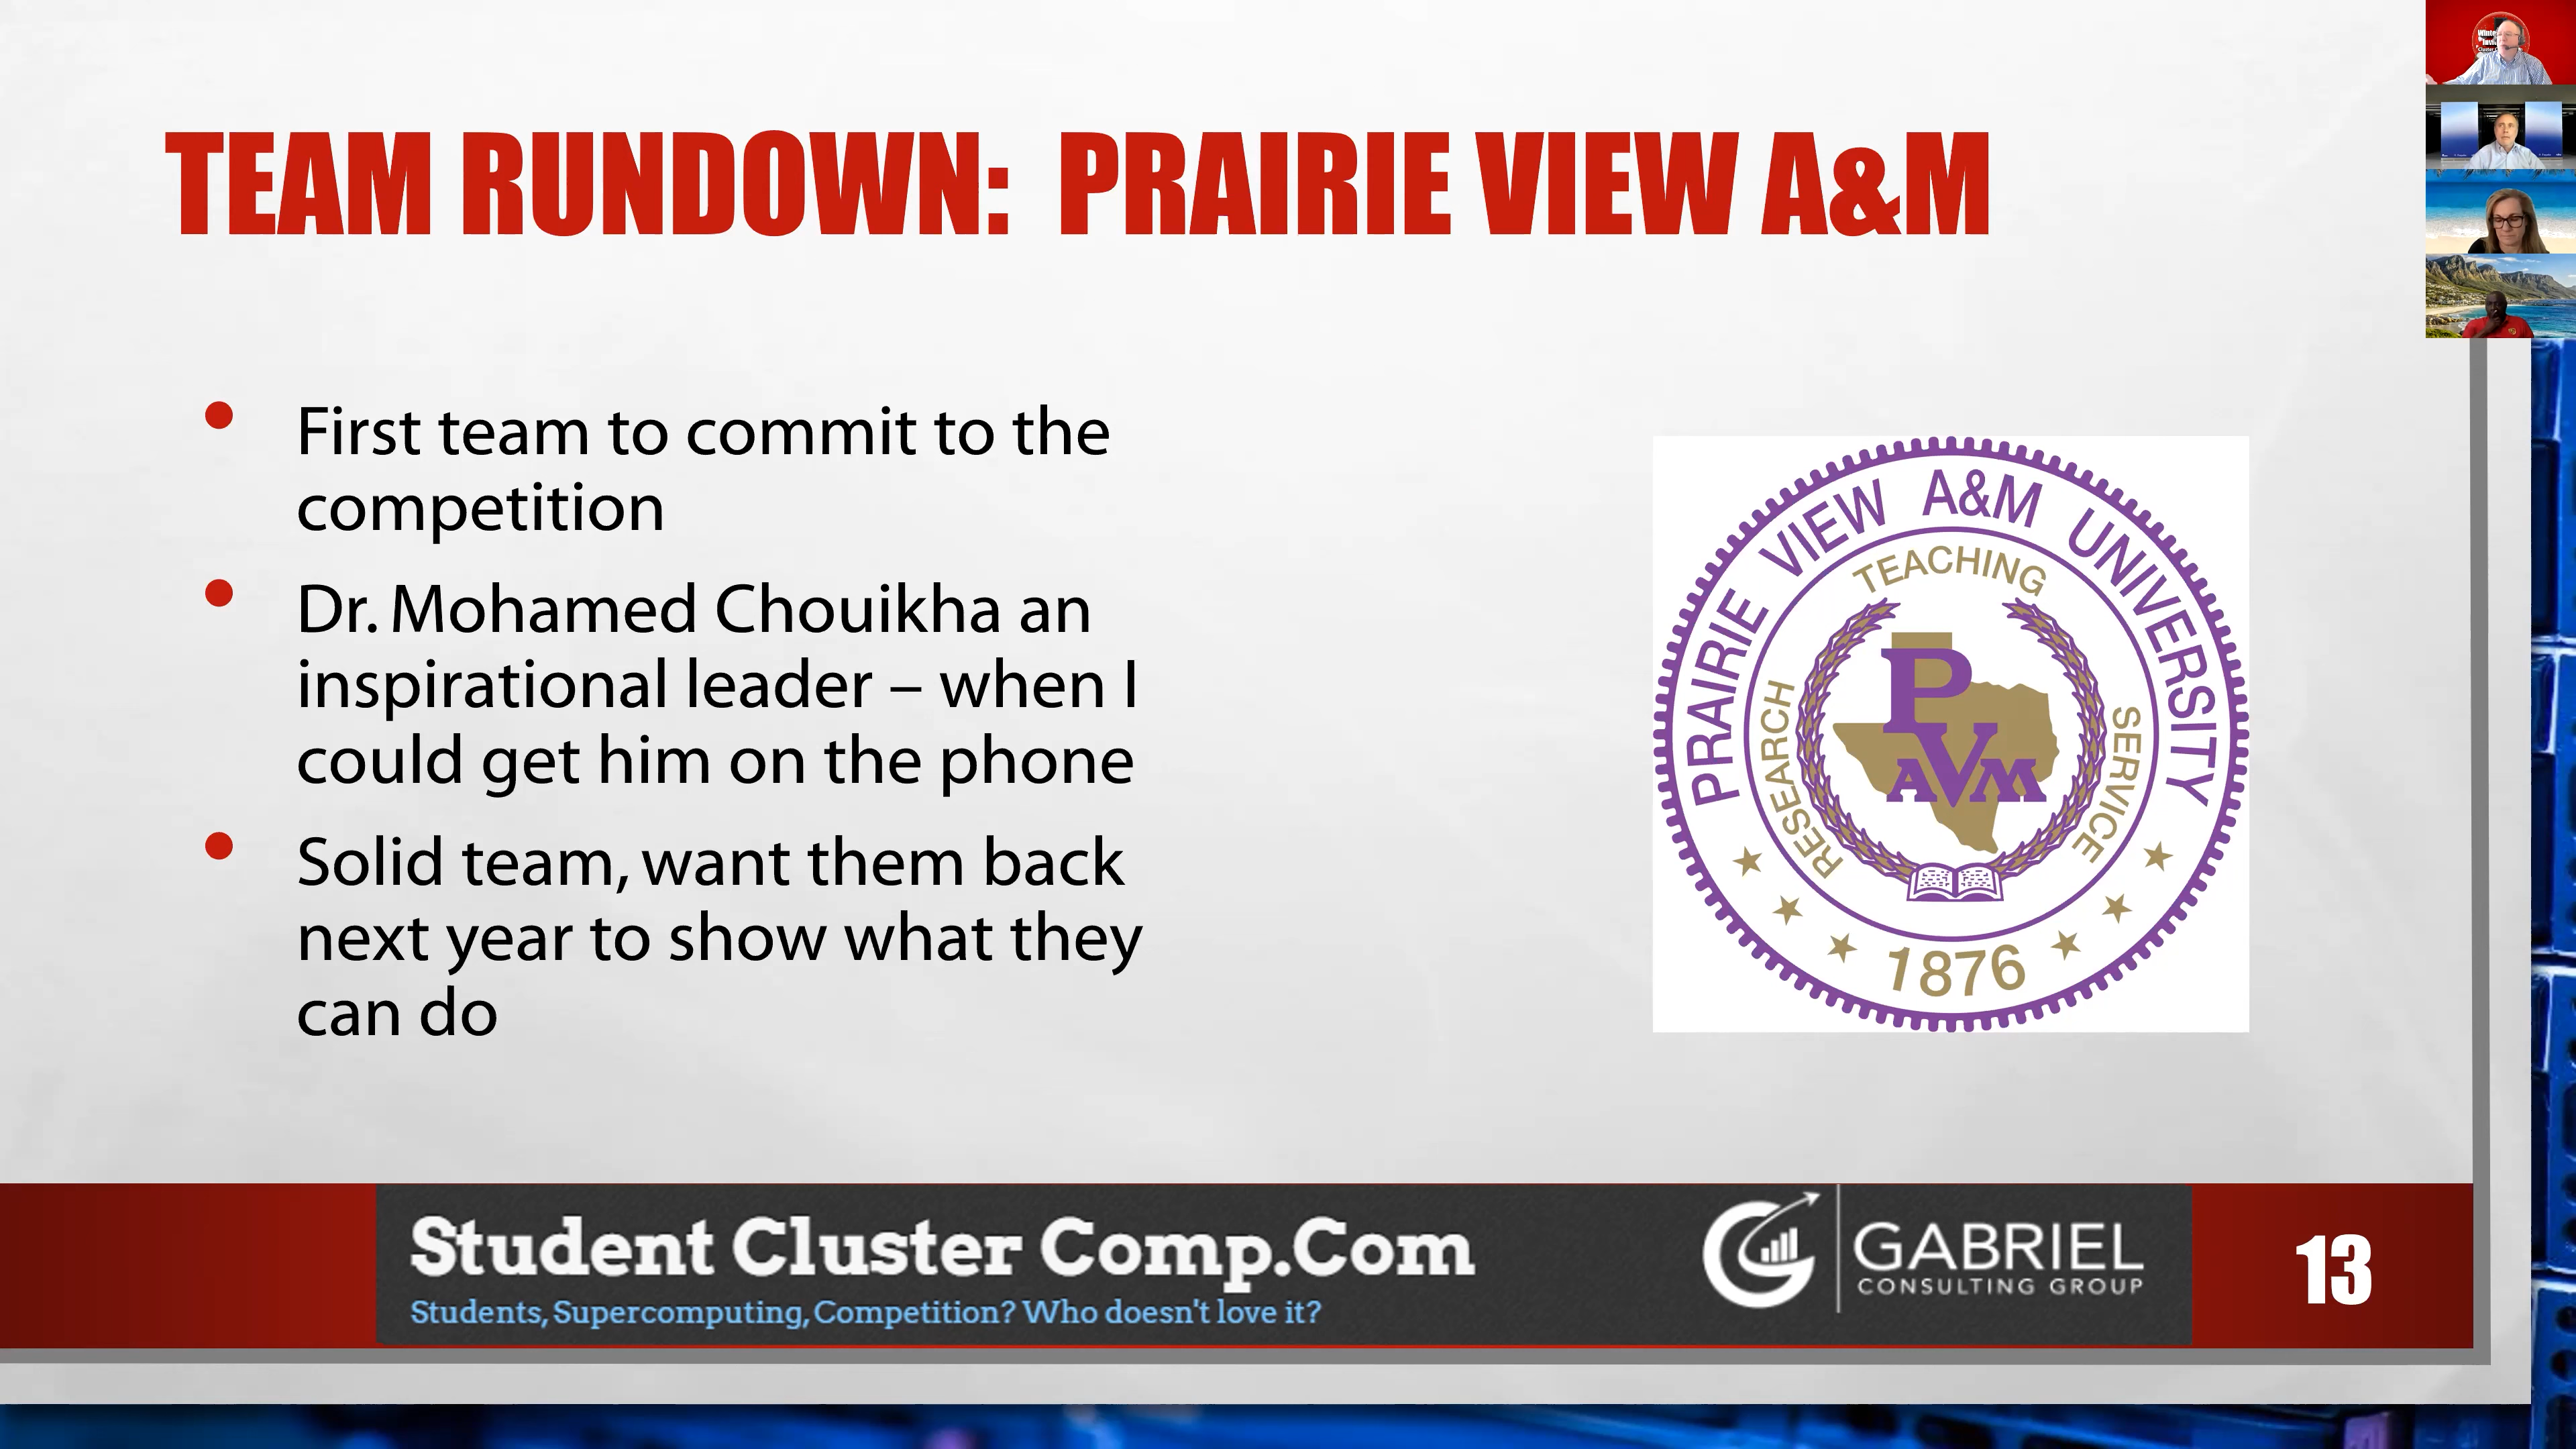 TEAM RUNDOWN: PRAIRIE VIEW A&M
• First team to commit to the
competition
• Dr. Mohamed Chouikha an
inspirational leader – when I
could get him on the phone
• Solid team, want them back
next year to show what they
can do
PRAIRIE VIEW A&M UNIVERSITY
TEACHING
RESEARCH
SERVICE
P
AVM
1876
Student Cluster Comp.Com
Students, Supercomputing, Competition? Who doesn't love it?
GABRIEL
CONSULTING GROUP
13